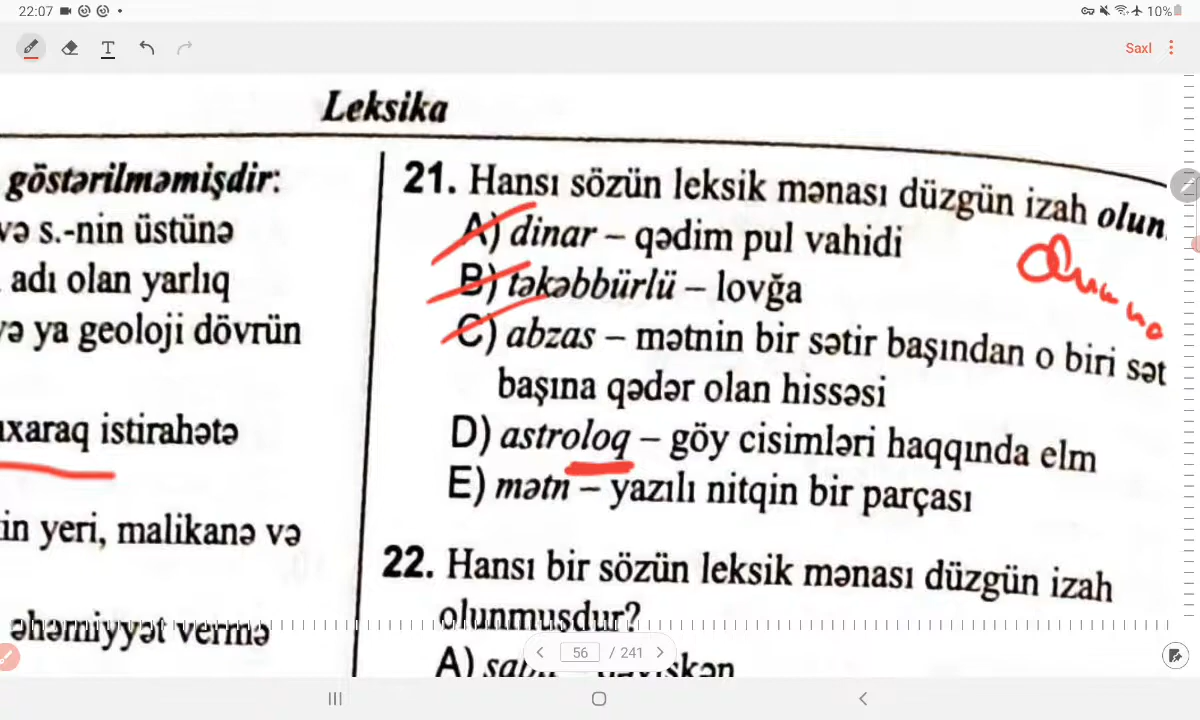 22:07
10%
T
Saxl
Leksika
göstərilməmişdir:
və s.-nin üstünə
adı olan yarlıq
və ya geoloji dövrün
istirahətə
yeri, malikanə və
əhəmiyyət vermə
21. Hansı sözün leksik mənası düzgün izah olun
A) dinar – qədim pul vahidi
B) təkəbbürlü – lovğa
C) abzas – mətnin bir sətir başından o biri sət
başına qədər olan hissəsi
D) astroloq – göy cisimləri haqqında elm
E) mətn – yazılı nitqin bir parçası
22. Hansı bir sözün leksik mənası düzgün izah
olunmuşdur?
A)
56 / 241